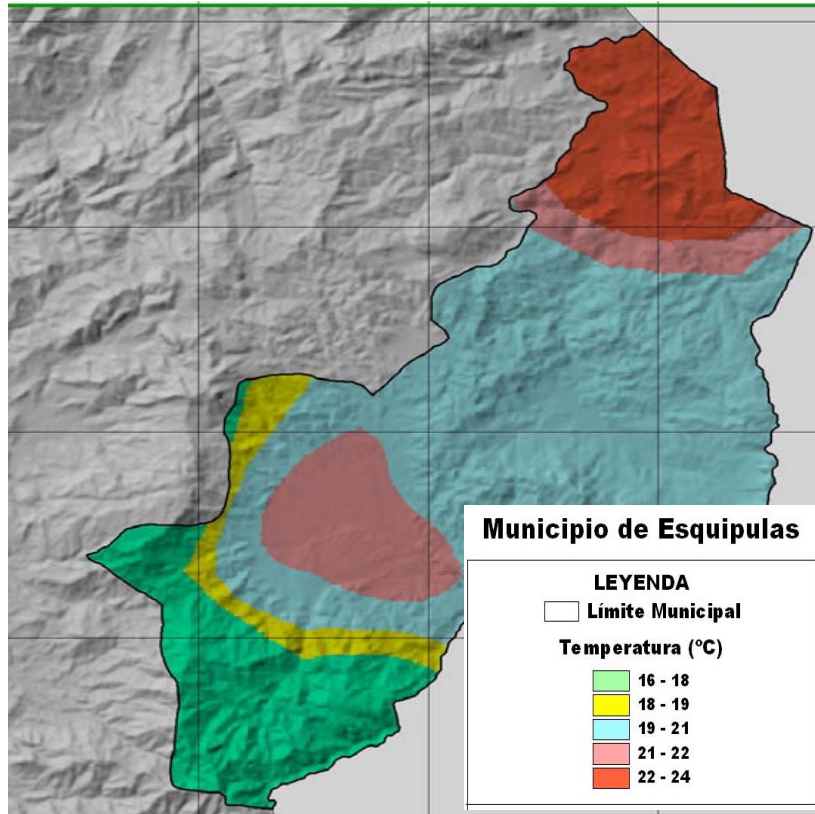 Municipio de Esquipulas
LEYENDA
Límite Municipal
Temperatura (ºC)
16 - 18
18 - 19
19 - 21
21 - 22
22 - 24